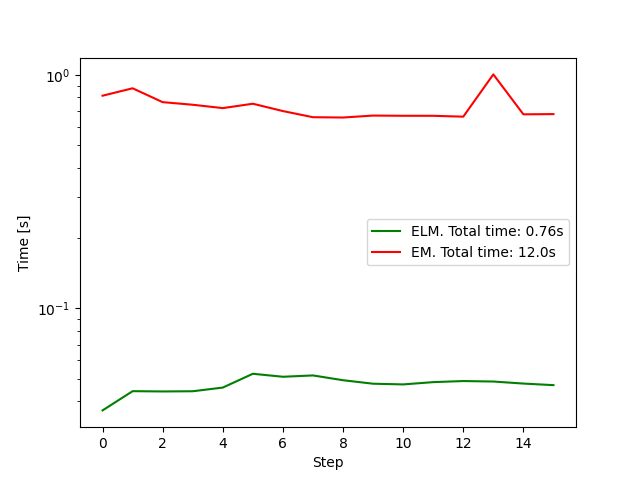 10⁰
10⁻¹
Time [s]
ELM. Total time: 0.76s
EM. Total time: 12.0s
0 2 4 6 8 10 12 14
Step